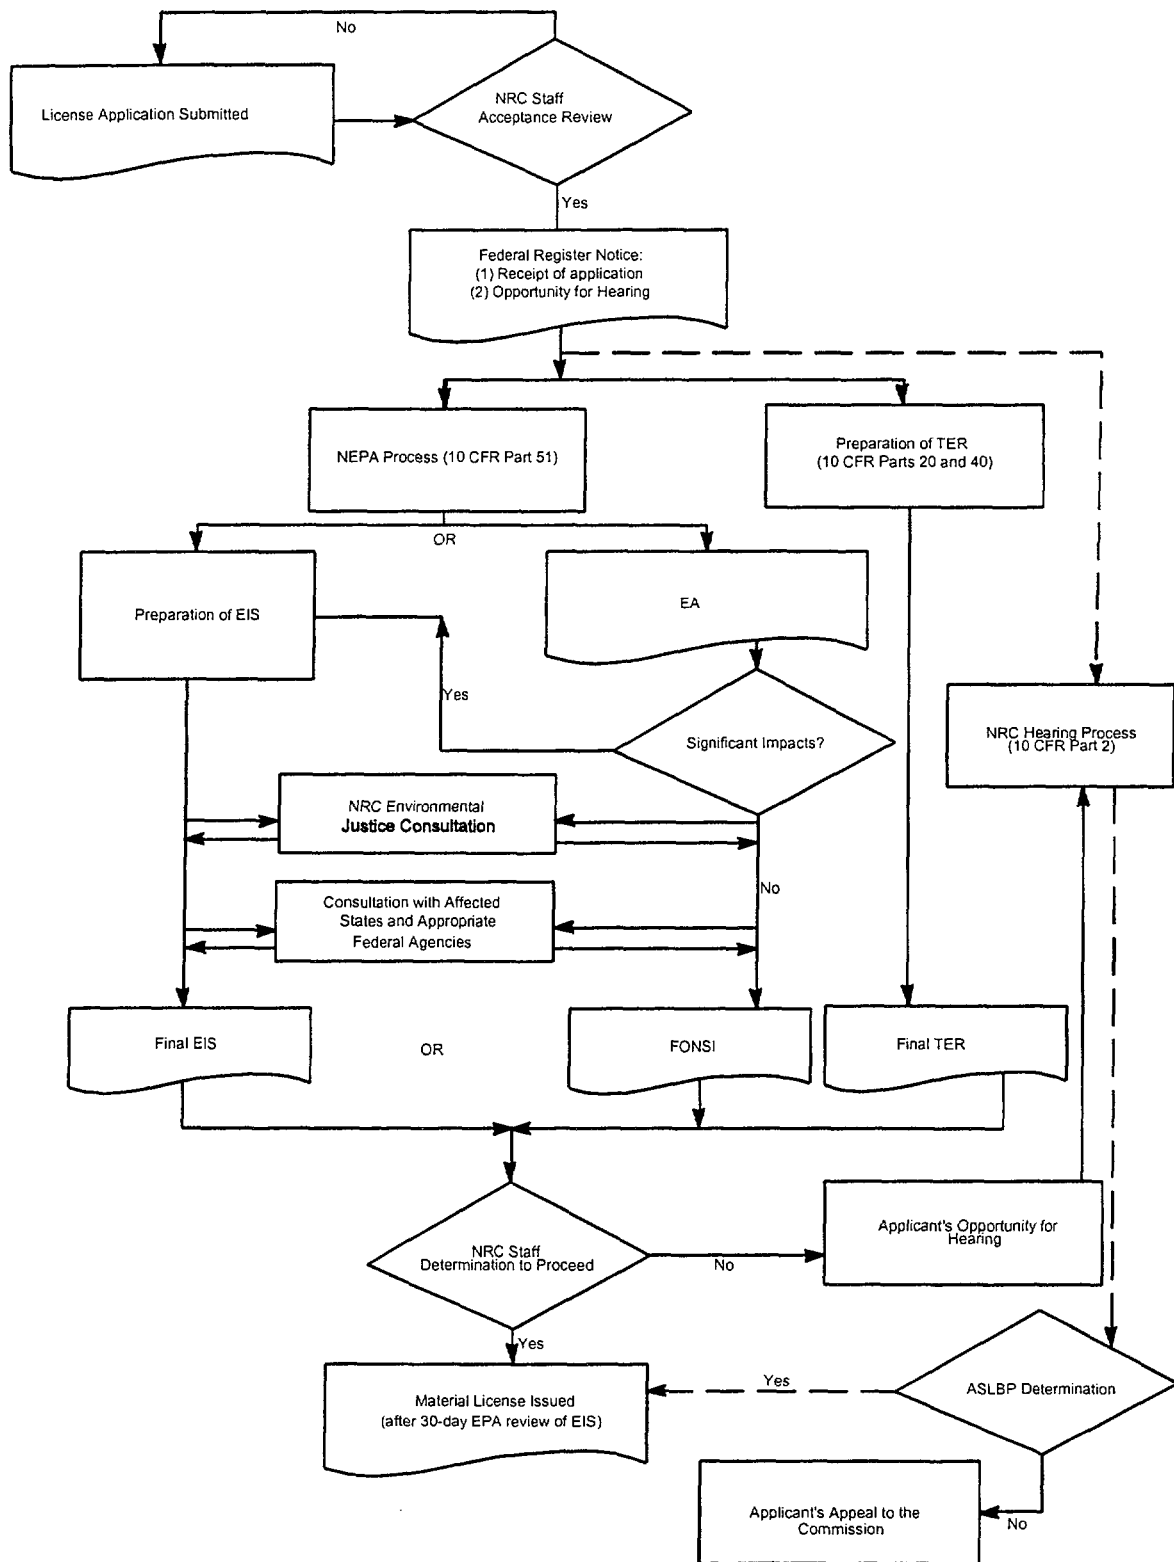 No
License Application Submitted
NRC Staff
Acceptance Review
Yes
Federal Register Notice:
(1) Receipt of application
(2) Opportunity for Hearing
NEPA Process (10 CFR Part 51)
Preparation of TER
(10 CFR Parts 20 and 40)
OR
Preparation of EIS
EA
Yes
Significant Impacts?
NRC Hearing Process
(10 CFR Part 2)
NRC Environmental
Justice Consultation
No
Consultation with Affected
States and Appropriate
Federal Agencies
Final EIS
OR
FONSI
Final TER
Applicant's Opportunity for
Hearing
NRC Staff
Determination to Proceed
No
Yes
Material License Issued
(after 30-day EPA review of EIS)
Yes
ASLBP Determination
Applicant's Appeal to the
Commission
No